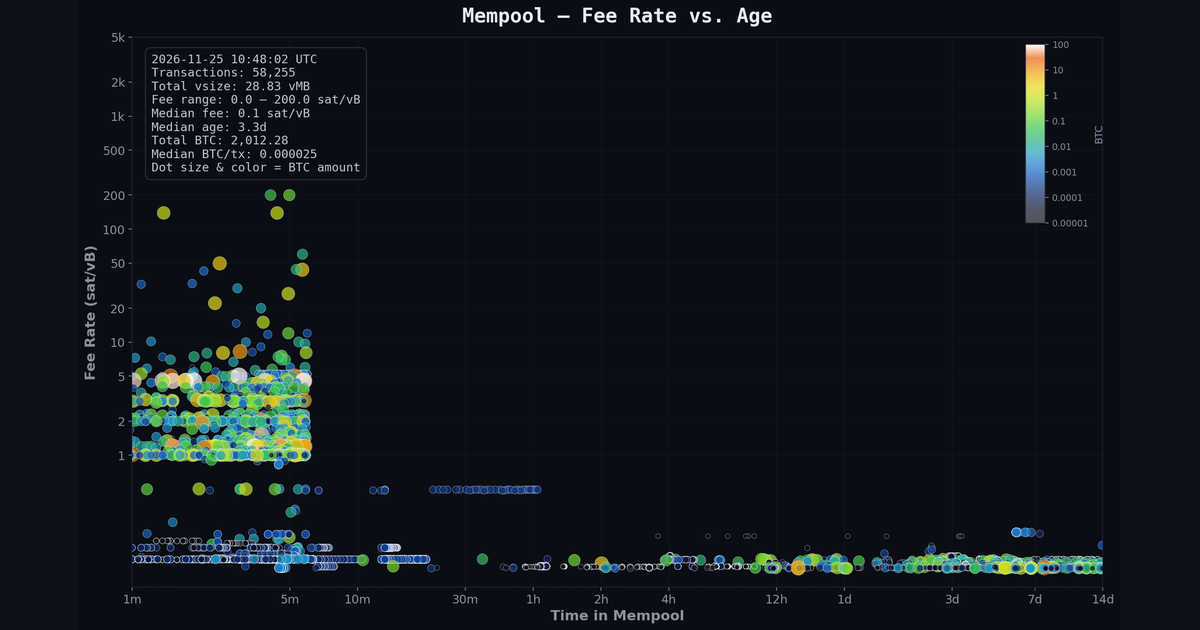 Mempool — Fee Rate vs. Age
2026-11-25 10:48:02 UTC
Transactions: 58,255
Total vsize: 28.83 vMB
Fee range: 0.0 — 200.0 sat/vB
Median fee: 0.1 sat/vB
Median age: 3.3d
Total BTC: 2,012.28
Median BTC/tx: 0.000025
Dot size & color = BTC amount
100
10
1
0.1
0.01
0.001
0.0001
0.00001
BTC
Fee Rate (sat/vB)
5k
2k
1k
500
200
100
50
20
10
5
2
1
1m
5m
10m
30m
1h
2h
4h
12h
1d
3d
7d
14d
Time in Mempool